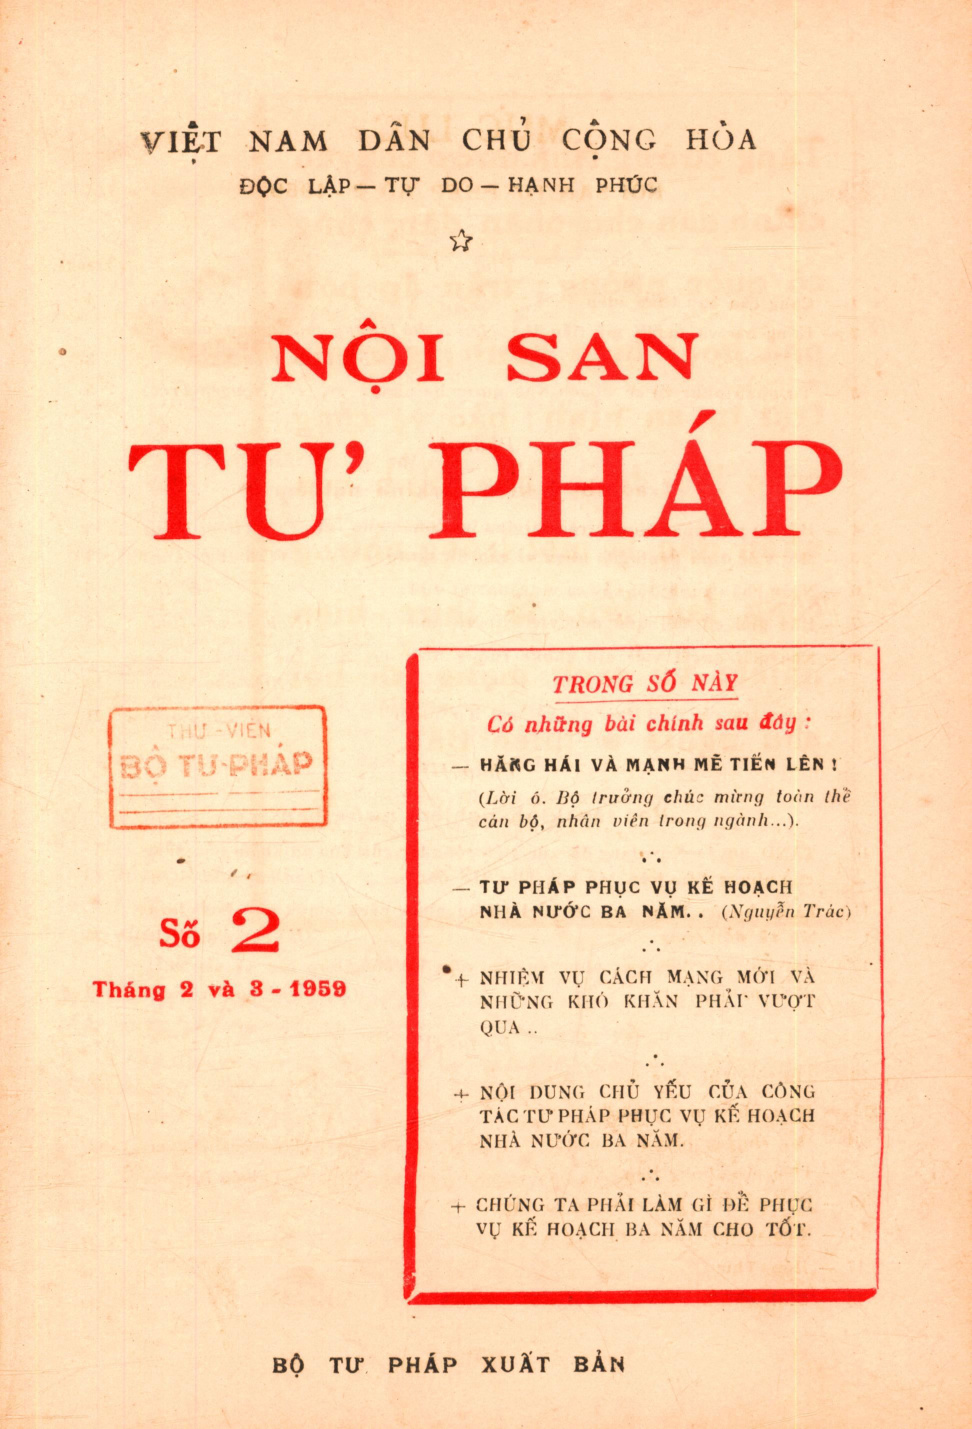 VIỆT NAM DÂN CHỦ CỘNG HÒA
ĐỘC LẬP — TỰ DO — HẠNH PHÚC
NỘI SAN
TƯ PHÁP
TRONG SỐ NÀY
Có những bài chính sau đây :
— HĂNG HÁI VÀ MẠNH MẼ TIẾN LÊN !
(Lời ô. Bộ trưởng chúc mừng toàn thể
cán bộ, nhân viên trong ngành...).
— TƯ PHÁP PHỤC VỤ KẾ HOẠCH
NHÀ NƯỚC BA NĂM. . (Nguyễn Trác)
+ NHIỆM VỤ CÁCH MẠNG MỚI VÀ
NHỮNG KHÓ KHĂN PHẢI VƯỢT
QUA ..
+ NỘI DUNG CHỦ YẾU CỦA CÔNG
TÁC TƯ PHÁP PHỤC VỤ KẾ HOẠCH
NHÀ NƯỚC BA NĂM.
+ CHÚNG TA PHẢI LÀM GÌ ĐỂ PHỤC
VỤ KẾ HOẠCH BA NĂM CHO TỐT.
THƯ - VIỆN
BỘ TƯ-PHÁP
Số 2
Tháng 2 và 3 - 1959
BỘ TƯ PHÁP XUẤT BẢN